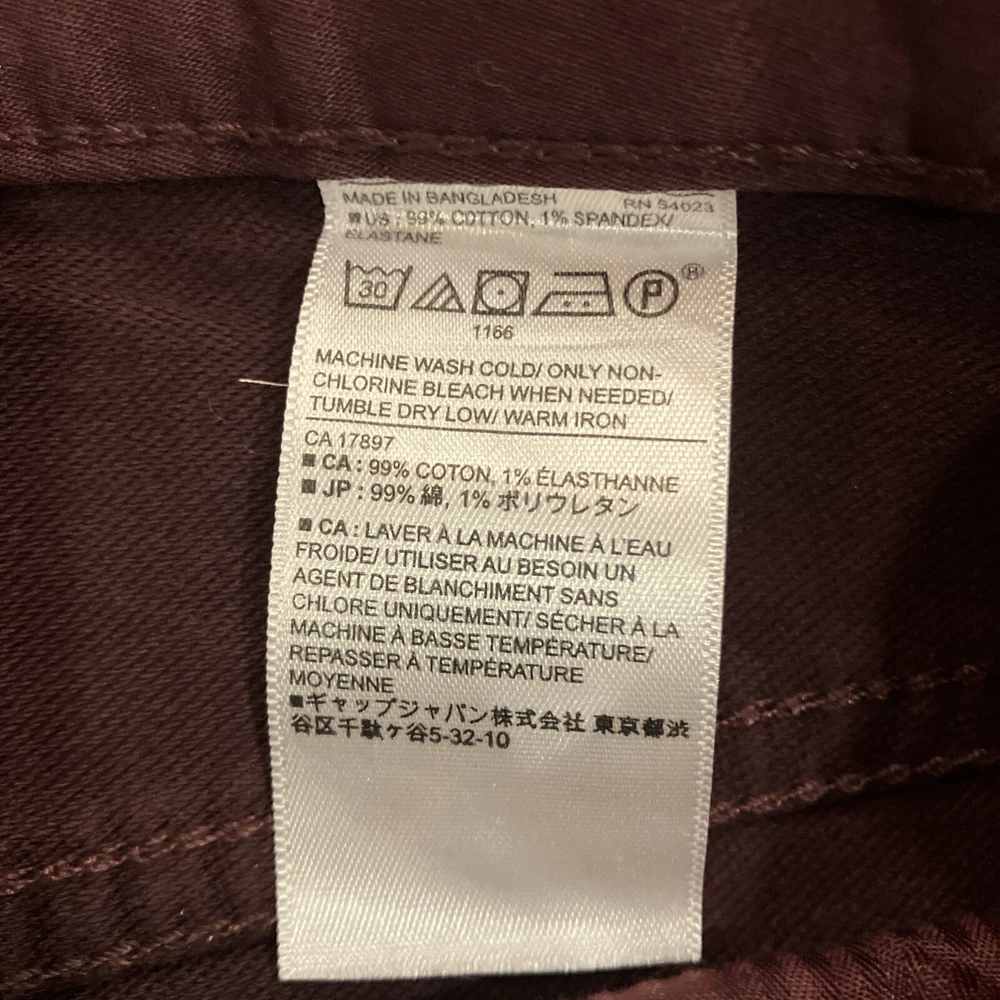 MADE IN BANGLADESH RN 54023
US : 99% COTTON, 1% SPANDEX/
ELASTANE
30 P ®
1166
MACHINE WASH COLD/ ONLY NON-
CHLORINE BLEACH WHEN NEEDED/
TUMBLE DRY LOW/ WARM IRON
CA 17897
■ CA : 99% COTON, 1% ÉLASTHANNE
■ JP : 99% 綿, 1% ポリウレタン
■ CA : LAVER À LA MACHINE À L'EAU
FROIDE/ UTILISER AU BESOIN UN
AGENT DE BLANCHIMENT SANS
CHLORE UNIQUEMENT/ SÉCHER À LA
MACHINE À BASSE TEMPÉRATURE/
REPASSER À TEMPÉRATURE
MOYENNE
■ギャップジャパン株式会社 東京都渋
谷区千駄ケ谷5-32-10